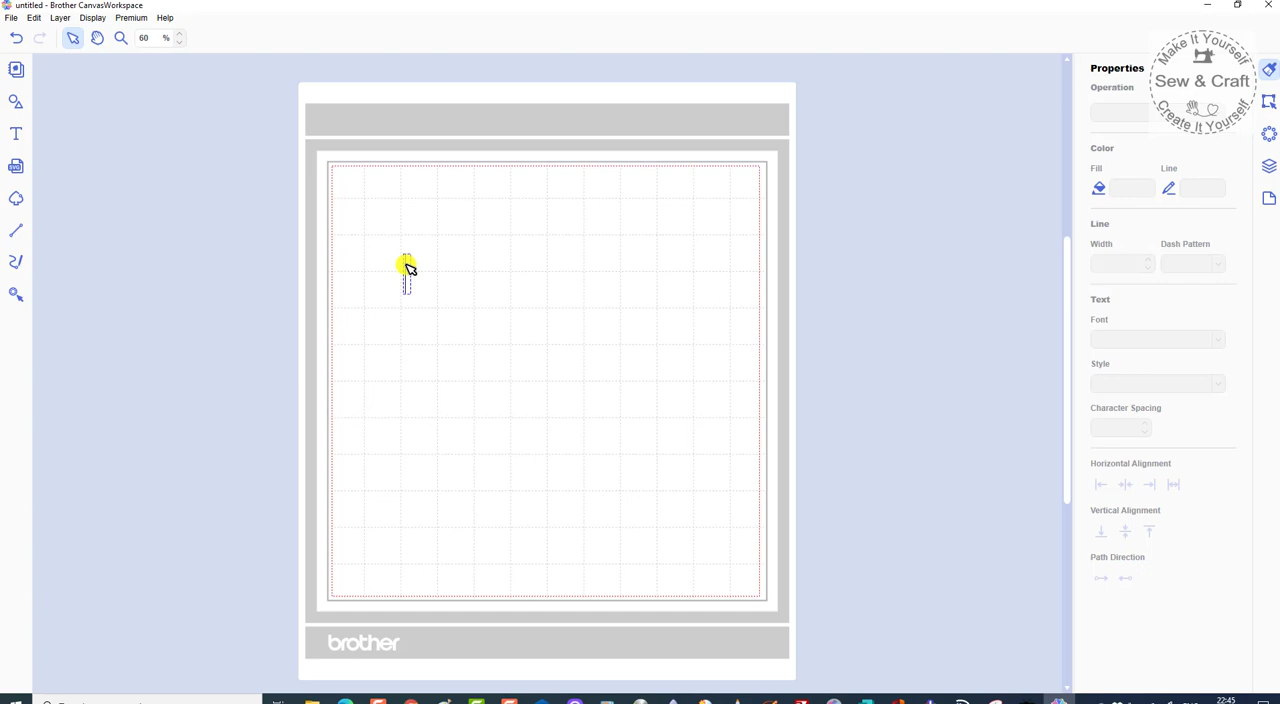 untitled - Brother CanvasWorkspace
File Edit Layer Display Premium Help
60 %
Properties
Operation
Color
Fill Line
Line
Width Dash Pattern
Text
Font
Style
Character Spacing
Horizontal Alignment
Vertical Alignment
Path Direction
Make It Yourself
Sew & Craft
Create It Yourself
brother
22:45